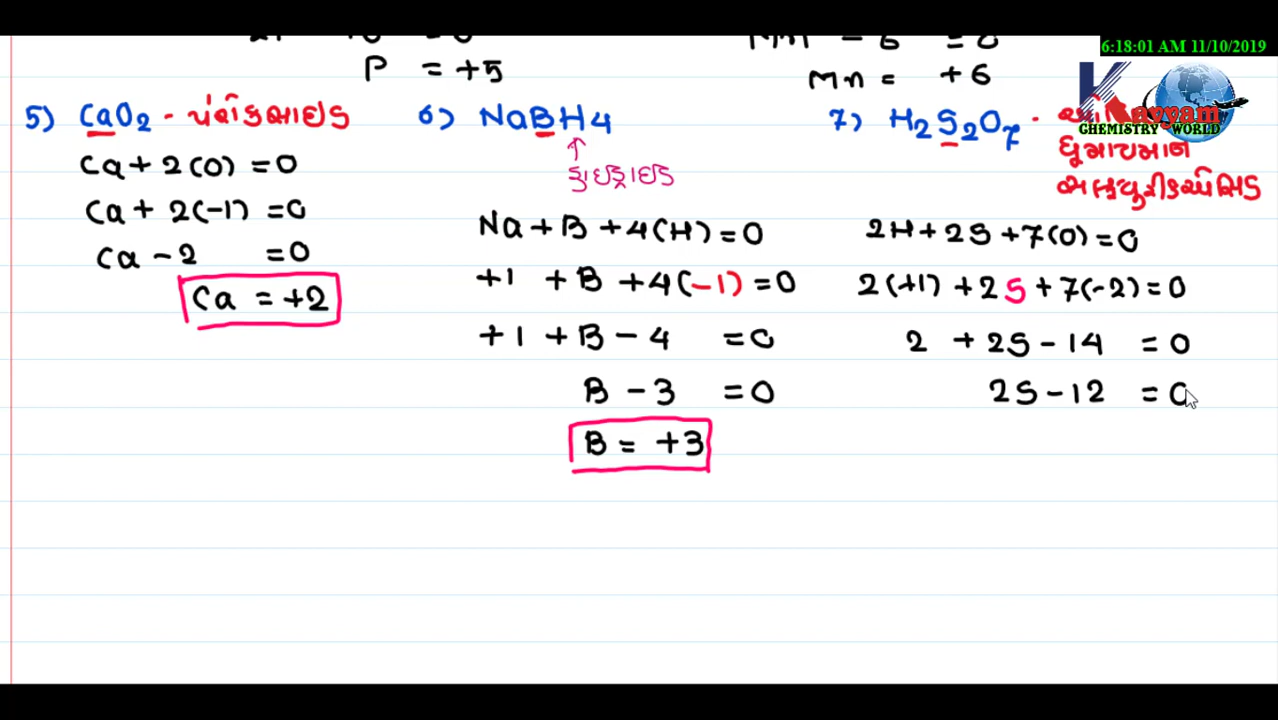 P = +5
Mn = +6
6:18:01 AM 11/10/2019
Kavyam
CHEMISTRY WORLD
5) CaO2 - પેરોક્સાઇડ
Ca + 2(O) = 0
Ca + 2(-1) = 0
Ca - 2 = 0
Ca = +2
6) NaBH4
હાઇડ્રાઇડ
Na + B + 4(H) = 0
+1 + B + 4(-1) = 0
+1 + B - 4 = 0
B - 3 = 0
B = +3
7) H2S2O7 -
ધૂમાયમાન
સલ્ફ્યુરીક એસિડ
2H + 2S + 7(O) = 0
2(+1) + 2S + 7(-2) = 0
2 + 2S - 14 = 0
2S - 12 = 0